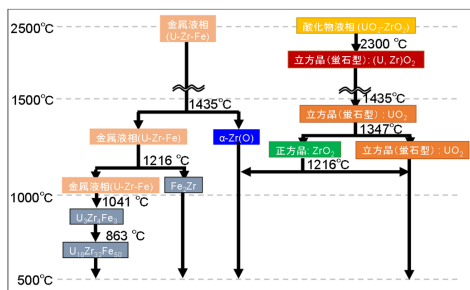 2500℃
金属液相
(U-Zr-Fe)
酸化物液相(UO2-ZrO2)
2300 ℃
立方晶(蛍石型):(U, Zr)O2
1500℃
1435℃
1435℃
立方晶(蛍石型):UO2
1347℃
金属液相(U-Zr-Fe)
α-Zr(O)
正方晶:ZrO2
立方晶(蛍石型):UO2
1216 ℃
1216℃
金属液相(U-Zr-Fe)
Fe2Zr
1000℃
1041 ℃
863 ℃
500℃